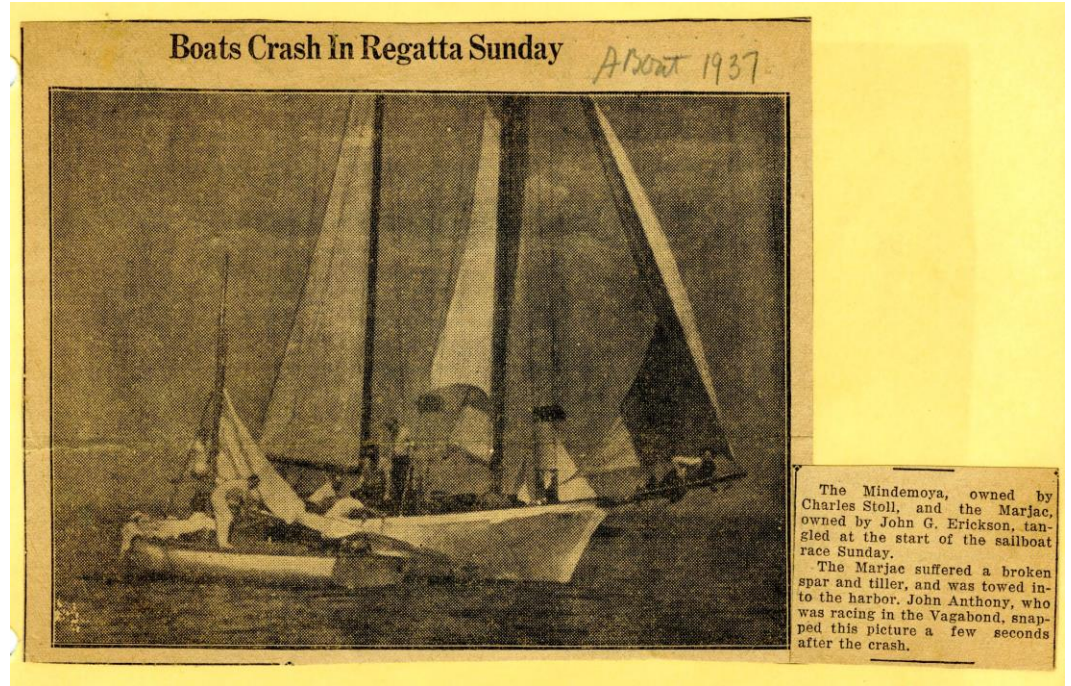 Boats Crash In Regatta Sunday
A Boat 1937
The Mindemoya, owned by
Charles Stoll, and the Marjac,
owned by John G. Erickson, tan-
gled at the start of the sailboat
race Sunday.
The Marjac suffered a broken
spar and tiller, and was towed in-
to the harbor. John Anthony, who
was racing in the Vagabond, snap-
ped this picture a few seconds
after the crash.